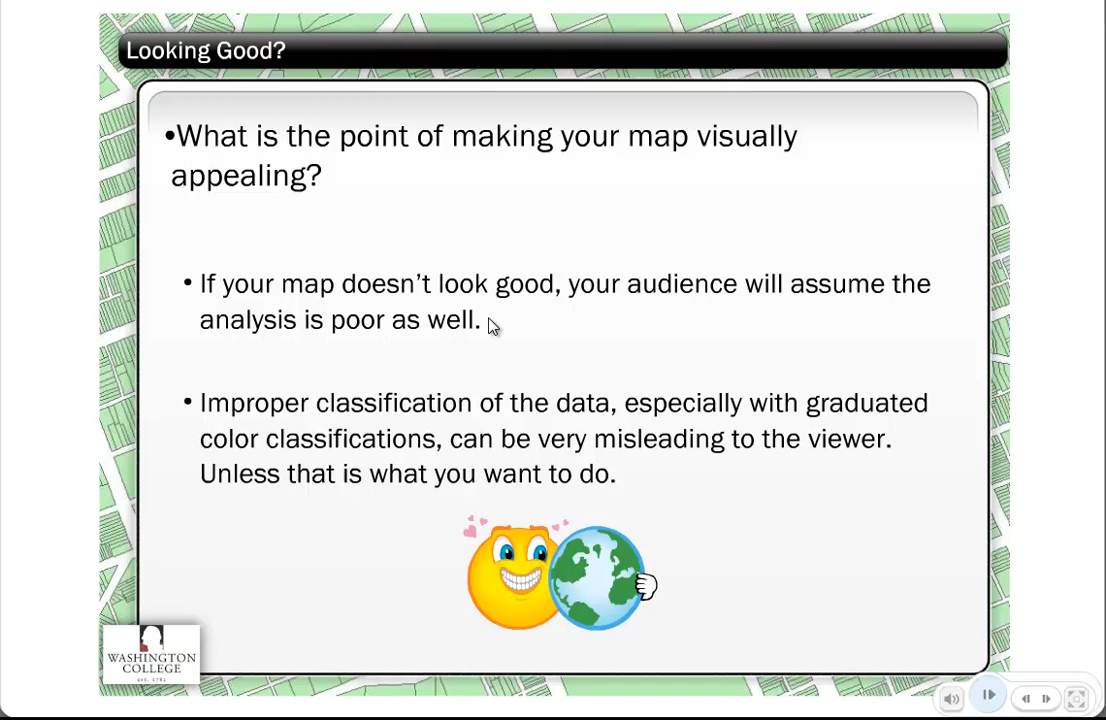 Looking Good?
•What is the point of making your map visually
appealing?
• If your map doesn't look good, your audience will assume the
analysis is poor as well.
• Improper classification of the data, especially with graduated
color classifications, can be very misleading to the viewer.
Unless that is what you want to do.
WASHINGTON
COLLEGE
EST. 1782